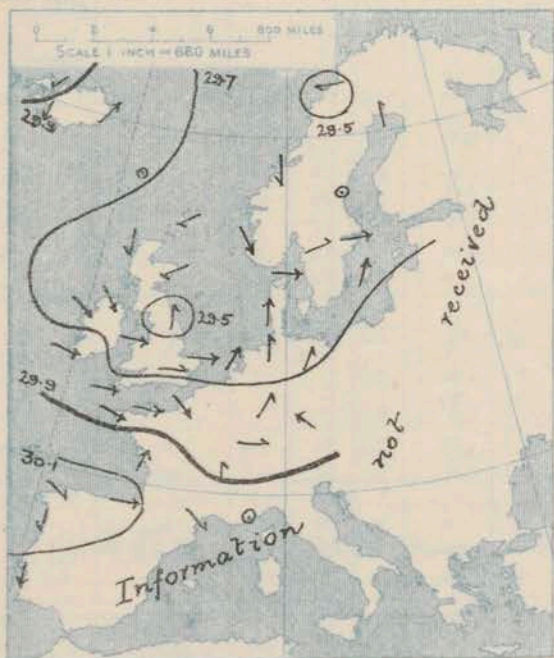 0 2 4 6 800 MILES
SCALE 1 INCH = 660 MILES
29.7
29.9
29.5
29.5
29.9
30.1
Information
not
received